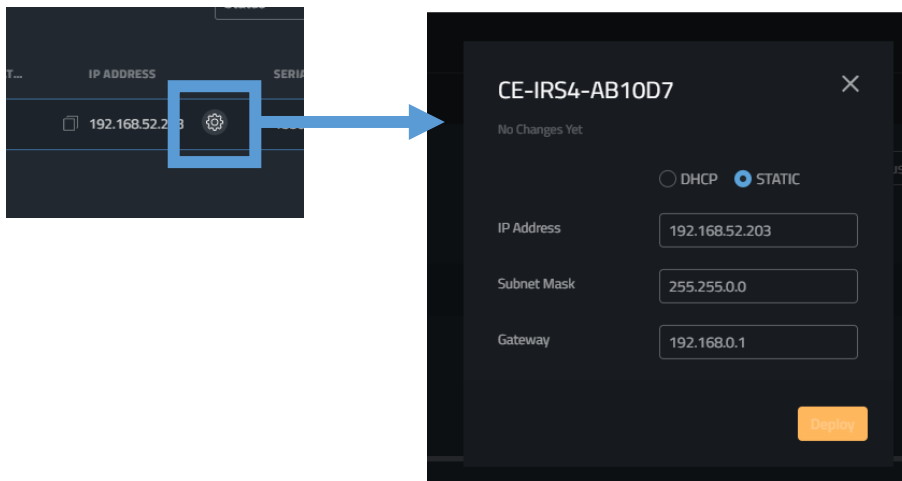 IP ADDRESS
192.168.52.2
CE-IRS4-AB10D7
No Changes Yet
DHCP
STATIC
IP Address
192.168.52.203
Subnet Mask
255.255.0.0
Gateway
192.168.0.1
Deploy